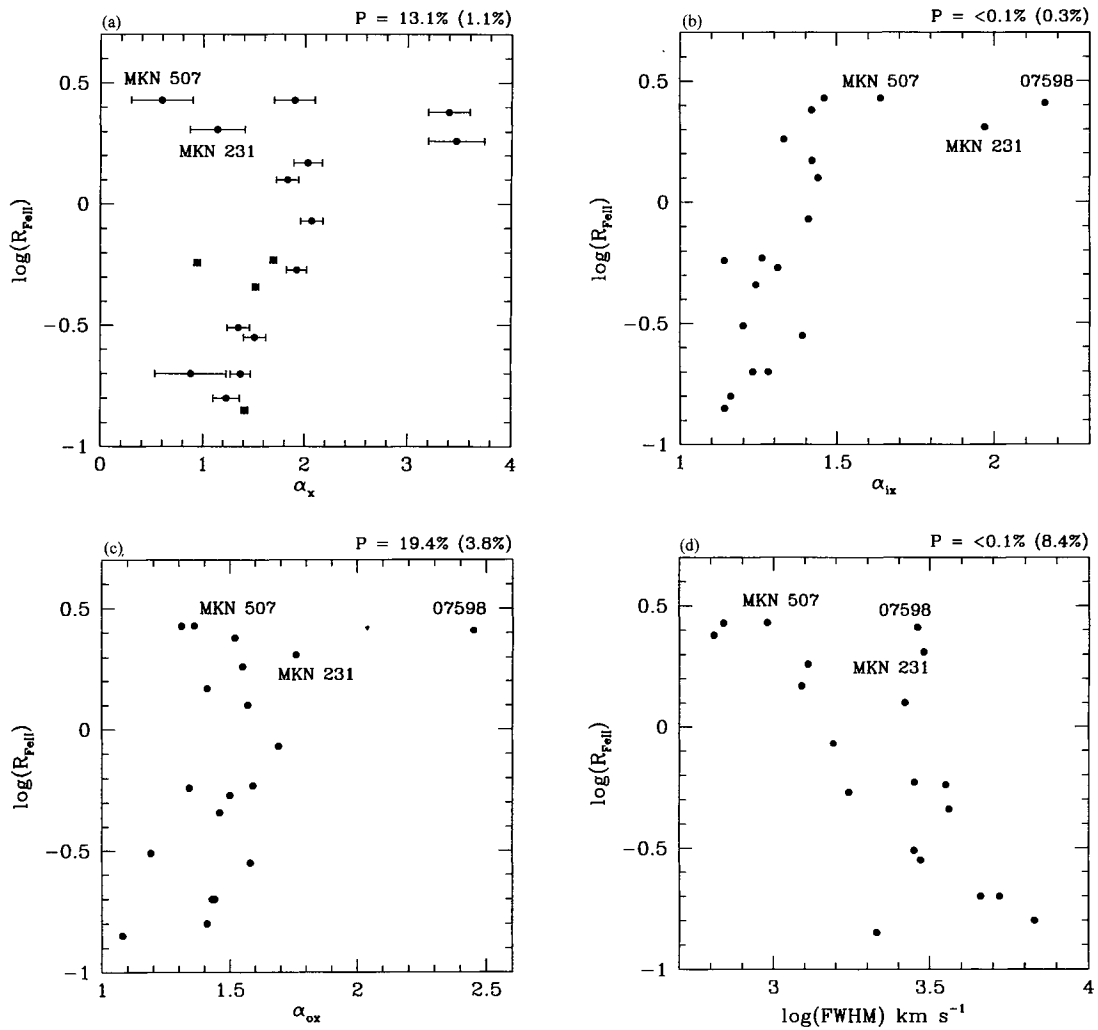 (a) P = 13.1% (1.1%)
MKN 507
MKN 231
0.5
0
−0.5
−1
log(R_FeII)
0 1 2 3 4
α_x
(b) P = <0.1% (0.3%)
MKN 507 07598
MKN 231
0.5
0
−0.5
−1
log(R_FeII)
1 1.5 2
α_ix
(c) P = 19.4% (3.8%)
MKN 507 07598
MKN 231
0.5
0
−0.5
−1
log(R_FeII)
1 1.5 2 2.5
α_ox
(d) P = <0.1% (8.4%)
MKN 507 07598
MKN 231
0.5
0
−0.5
−1
log(R_FeII)
3 3.5 4
log(FWHM) km s⁻¹